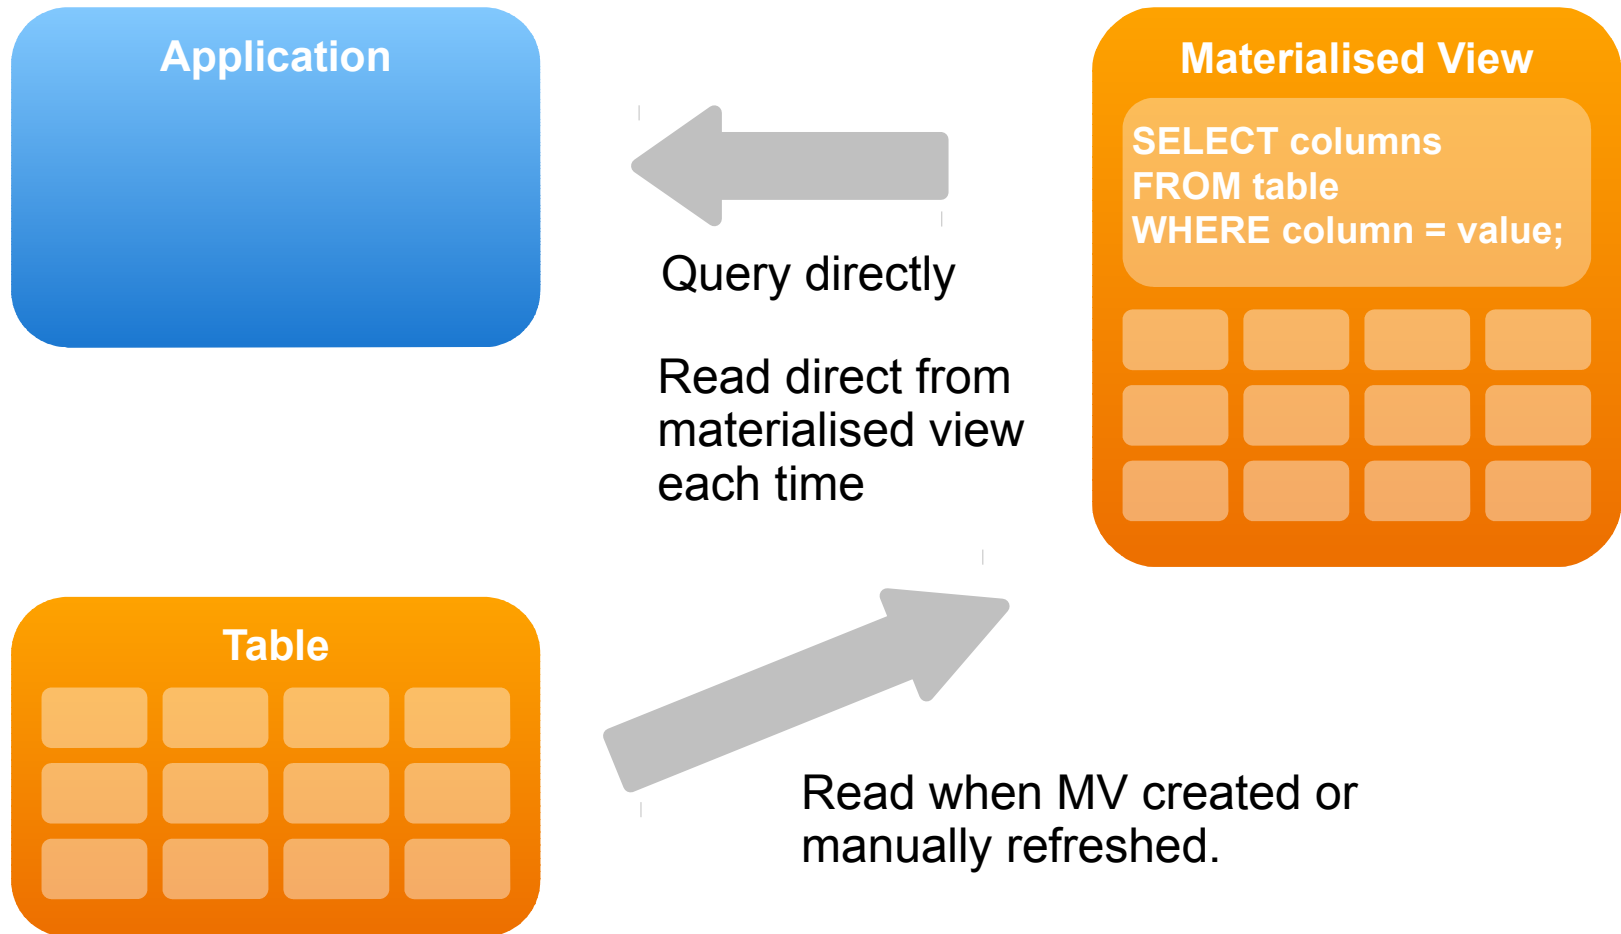 Application
Materialised View
SELECT columns
FROM table
WHERE column = value;
Query directly
Read direct from
materialised view
each time
Table
Read when MV created or
manually refreshed.